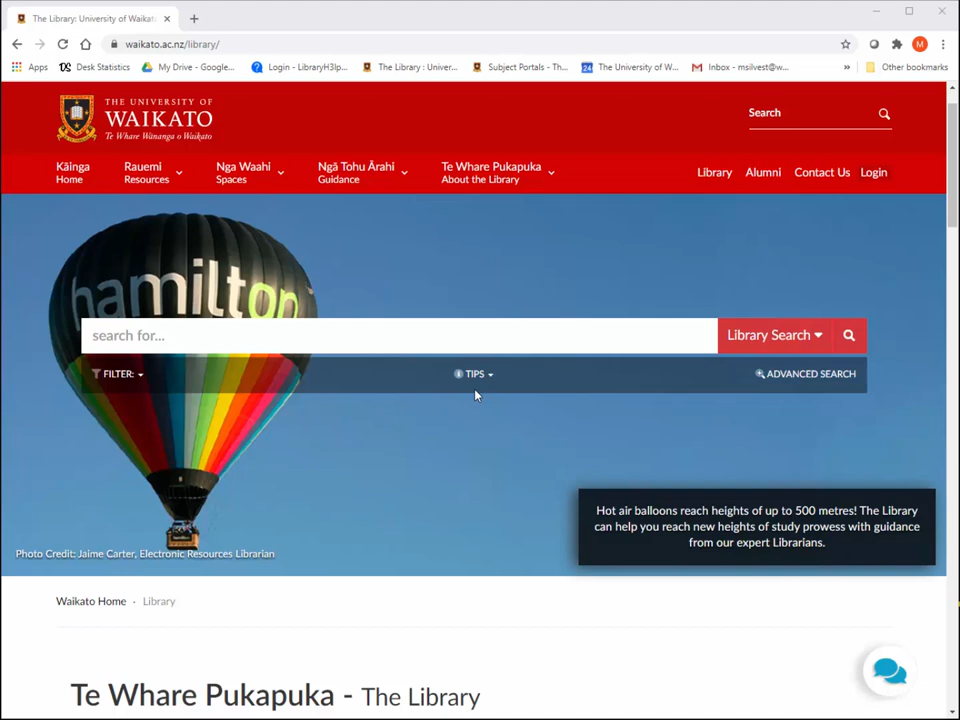 The Library: University of Waikato
waikato.ac.nz/library/
M
Apps
Desk Statistics
My Drive - Google...
Login - LibraryH3lp...
The Library : Univer...
Subject Portals - Th...
24
The University of W...
Inbox - msilvest@w...
»
Other bookmarks
THE UNIVERSITY OF
WAIKATO
Te Whare Wānanga o Waikato
Search
Kāinga
Home
Rauemi
Resources
Nga Waahi
Spaces
Ngā Tohu Ārahi
Guidance
Te Whare Pukapuka
About the Library
Library
Alumni
Contact Us
Login
hamilton
search for...
Library Search
FILTER:
TIPS
ADVANCED SEARCH
Hot air balloons reach heights of up to 500 metres! The Library
can help you reach new heights of study prowess with guidance
from our expert Librarians.
Photo Credit: Jaime Carter, Electronic Resources Librarian
Waikato Home · Library
Te Whare Pukapuka - The Library